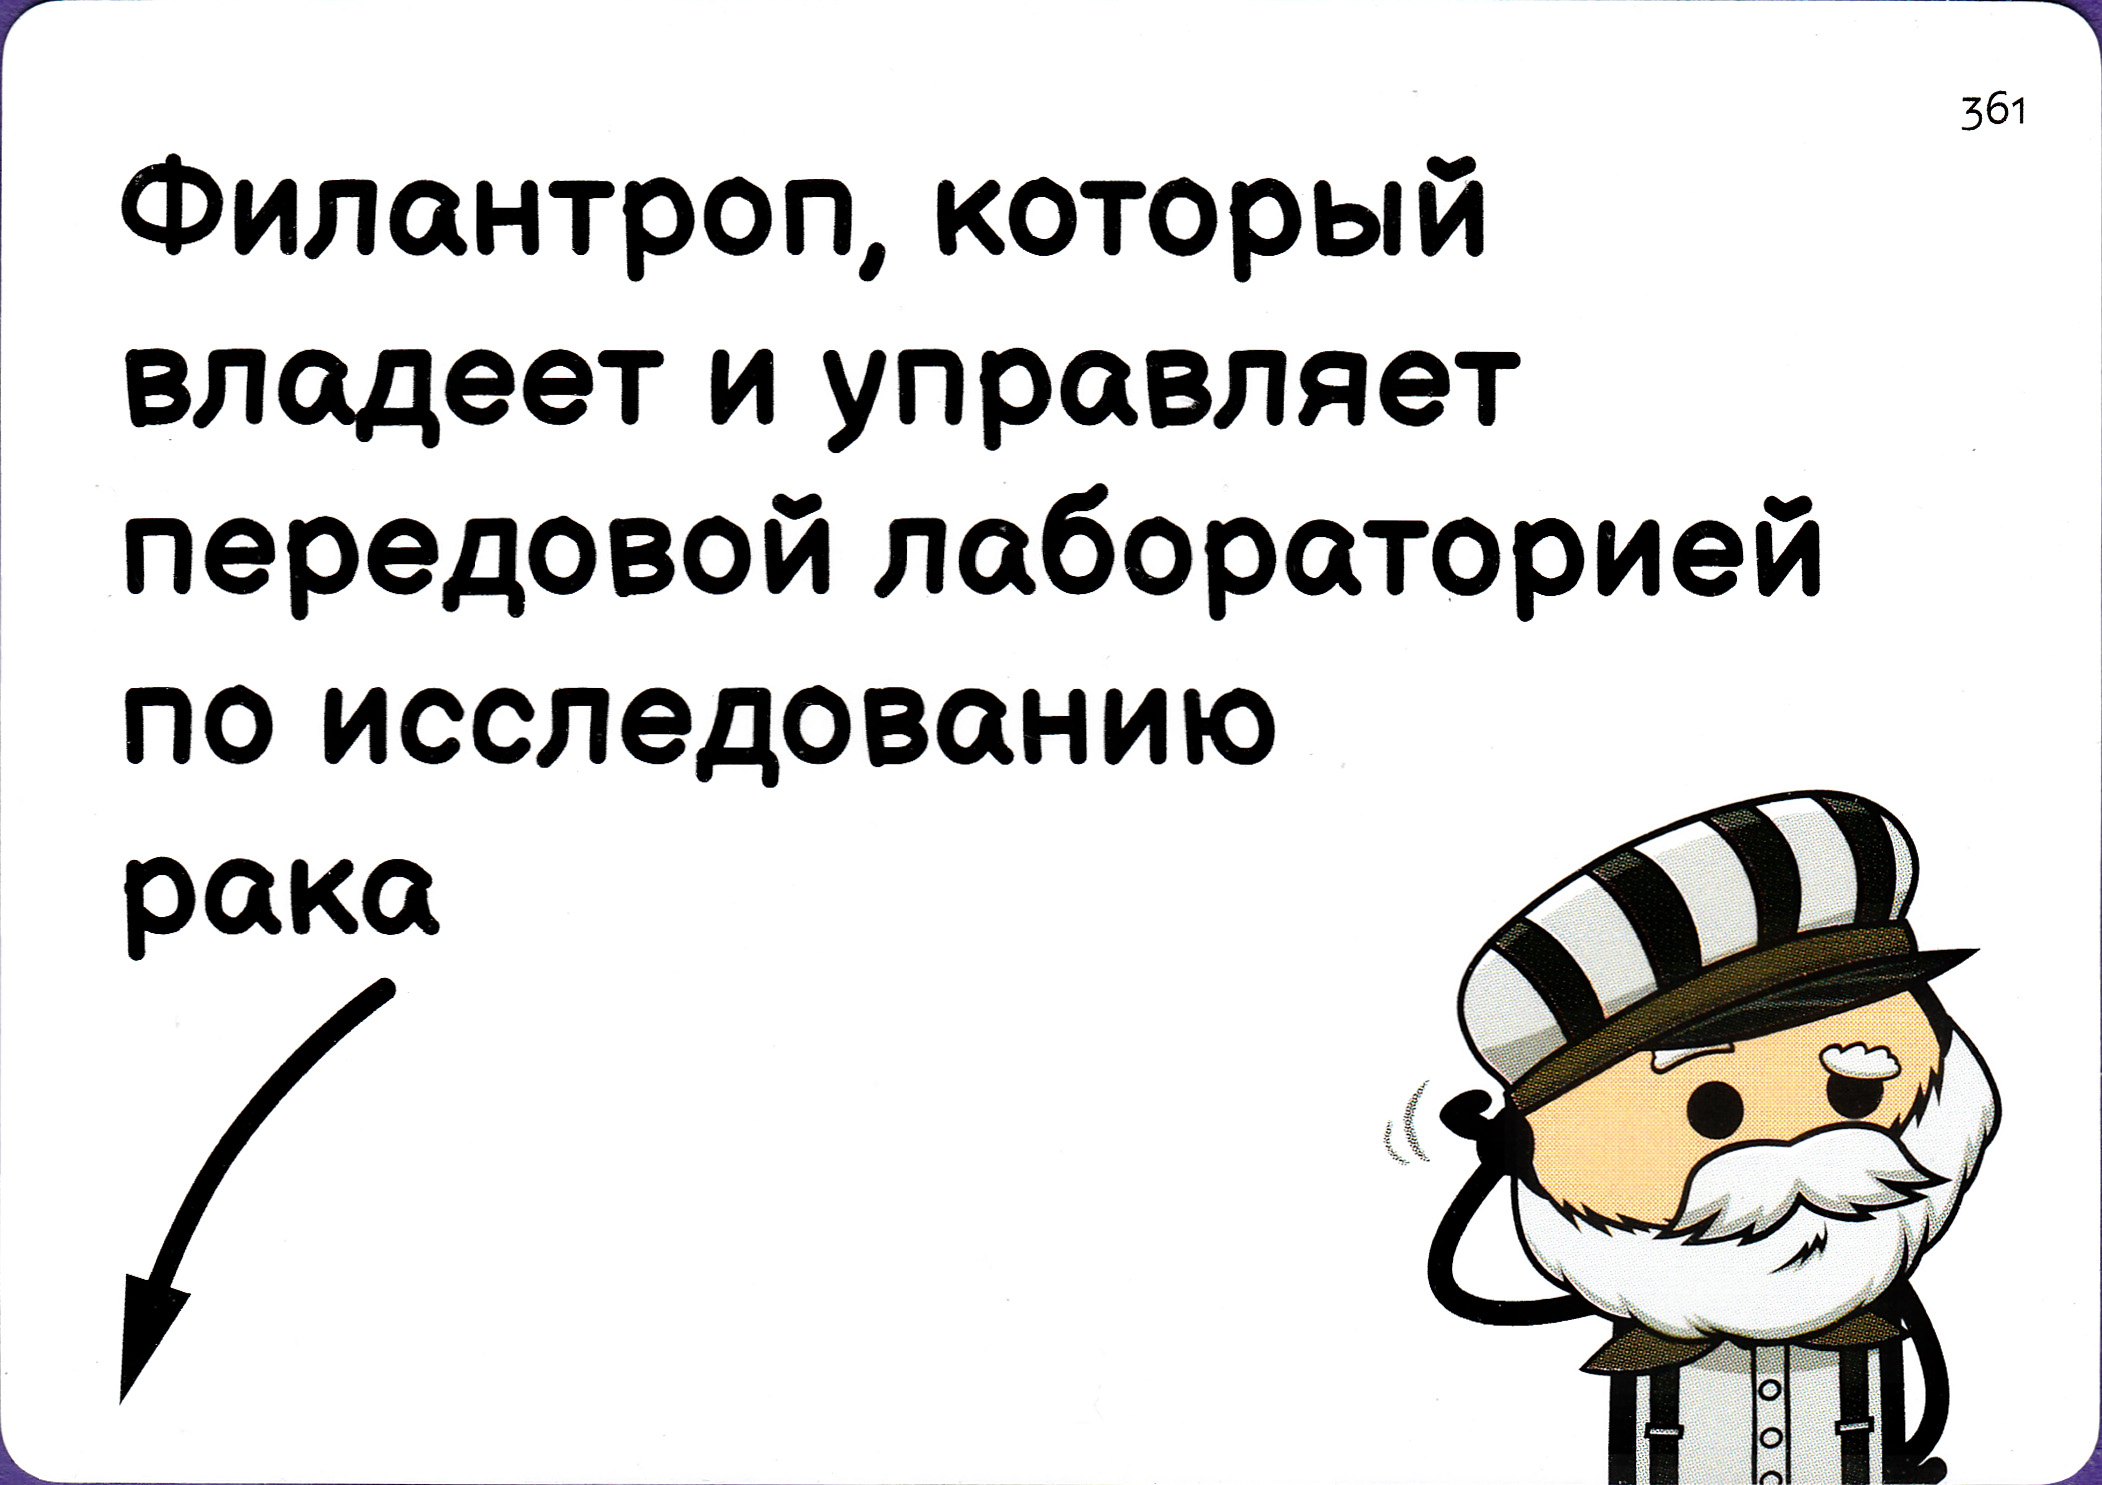 361
Филантроп, который
владеет и управляет
передовой лабораторией
по исследованию
рака